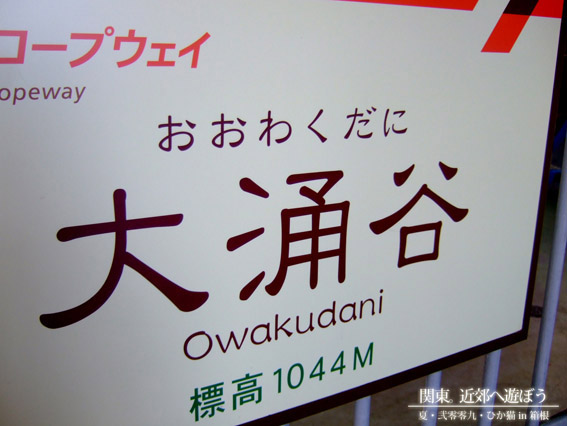 コープウェイ
opeway
おおわくだに
大涌谷
Owakudani
標高1044M
関東。近郊へ遊ぼう
夏・弐零零九・ひか猫 in 箱根